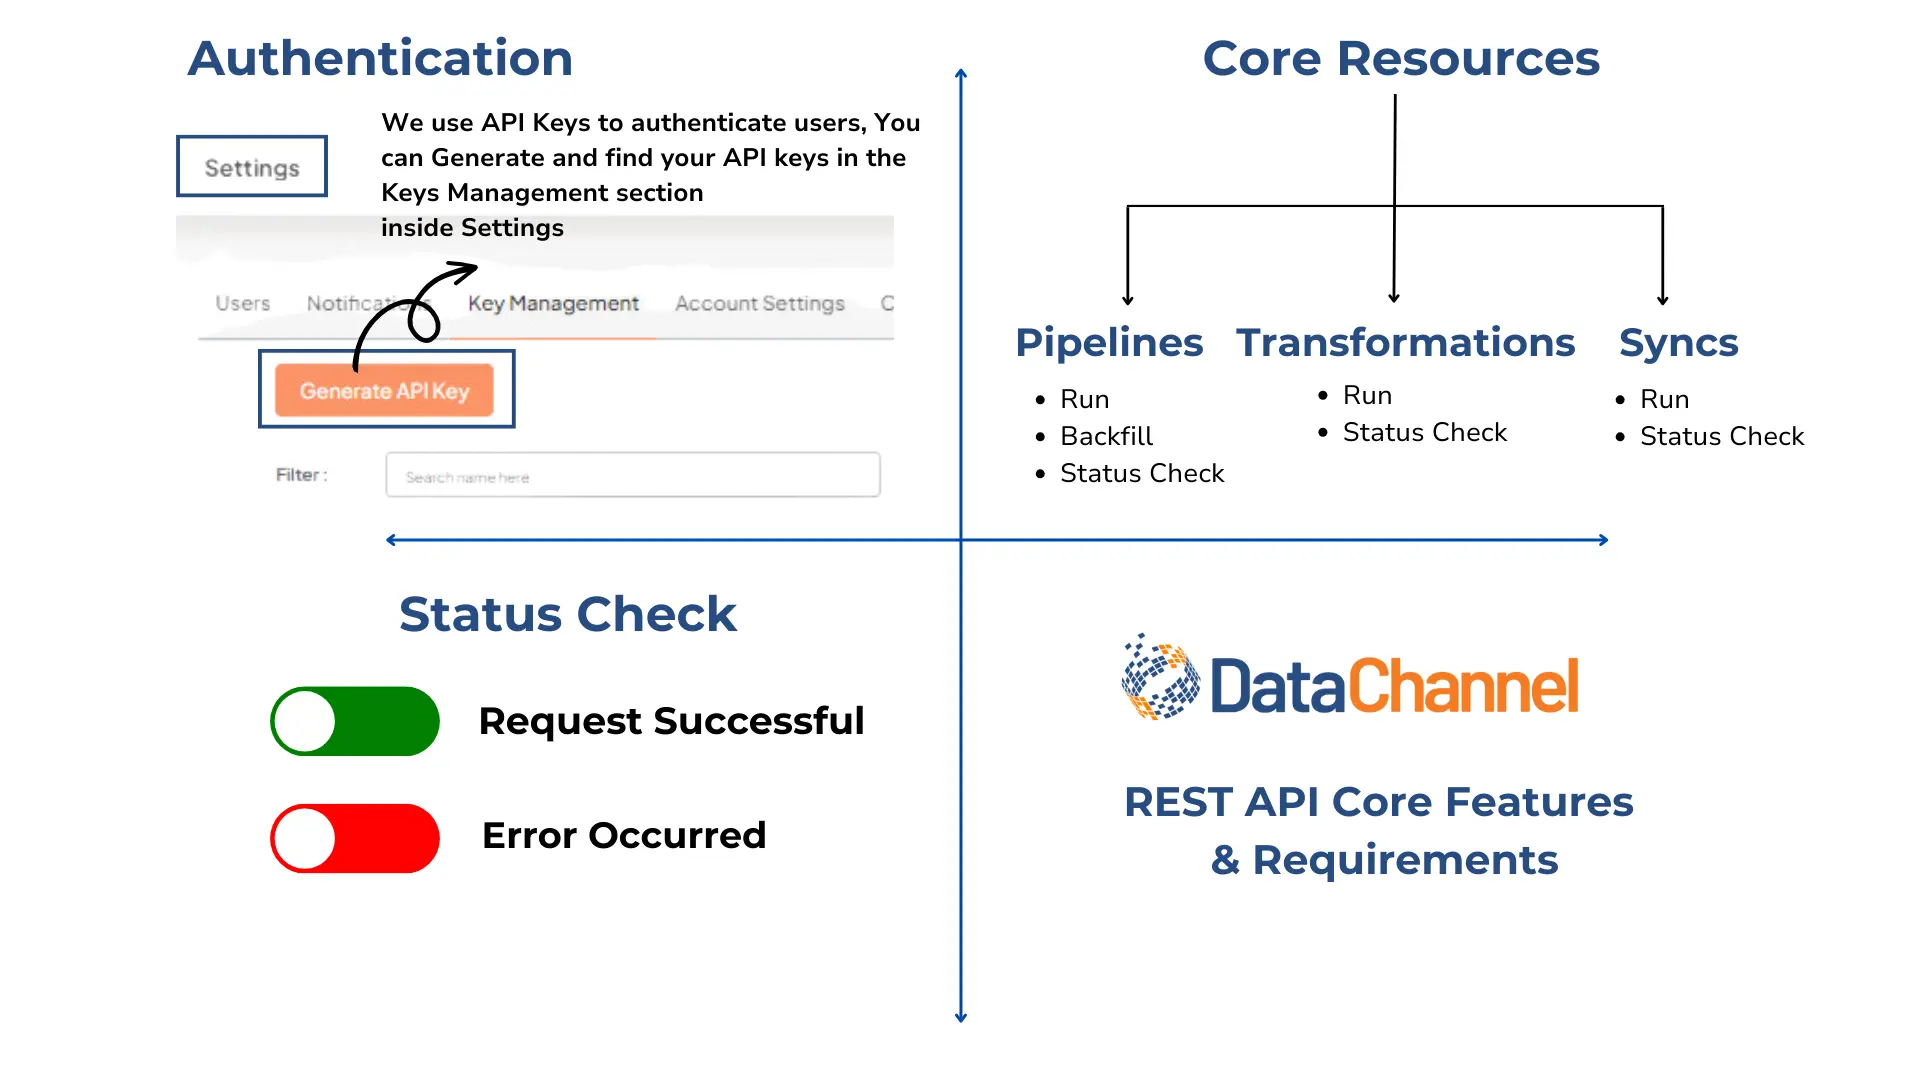 Authentication
We use API Keys to authenticate users, You
can Generate and find your API keys in the
Keys Management section
inside Settings
Settings
Users Notifications Key Management Account Settings C
Generate API Key
Filter :
Search name here
Core Resources
Pipelines
• Run
• Backfill
• Status Check
Transformations
• Run
• Status Check
Syncs
• Run
• Status Check
Status Check
Request Successful
Error Occurred
DataChannel
REST API Core Features
& Requirements